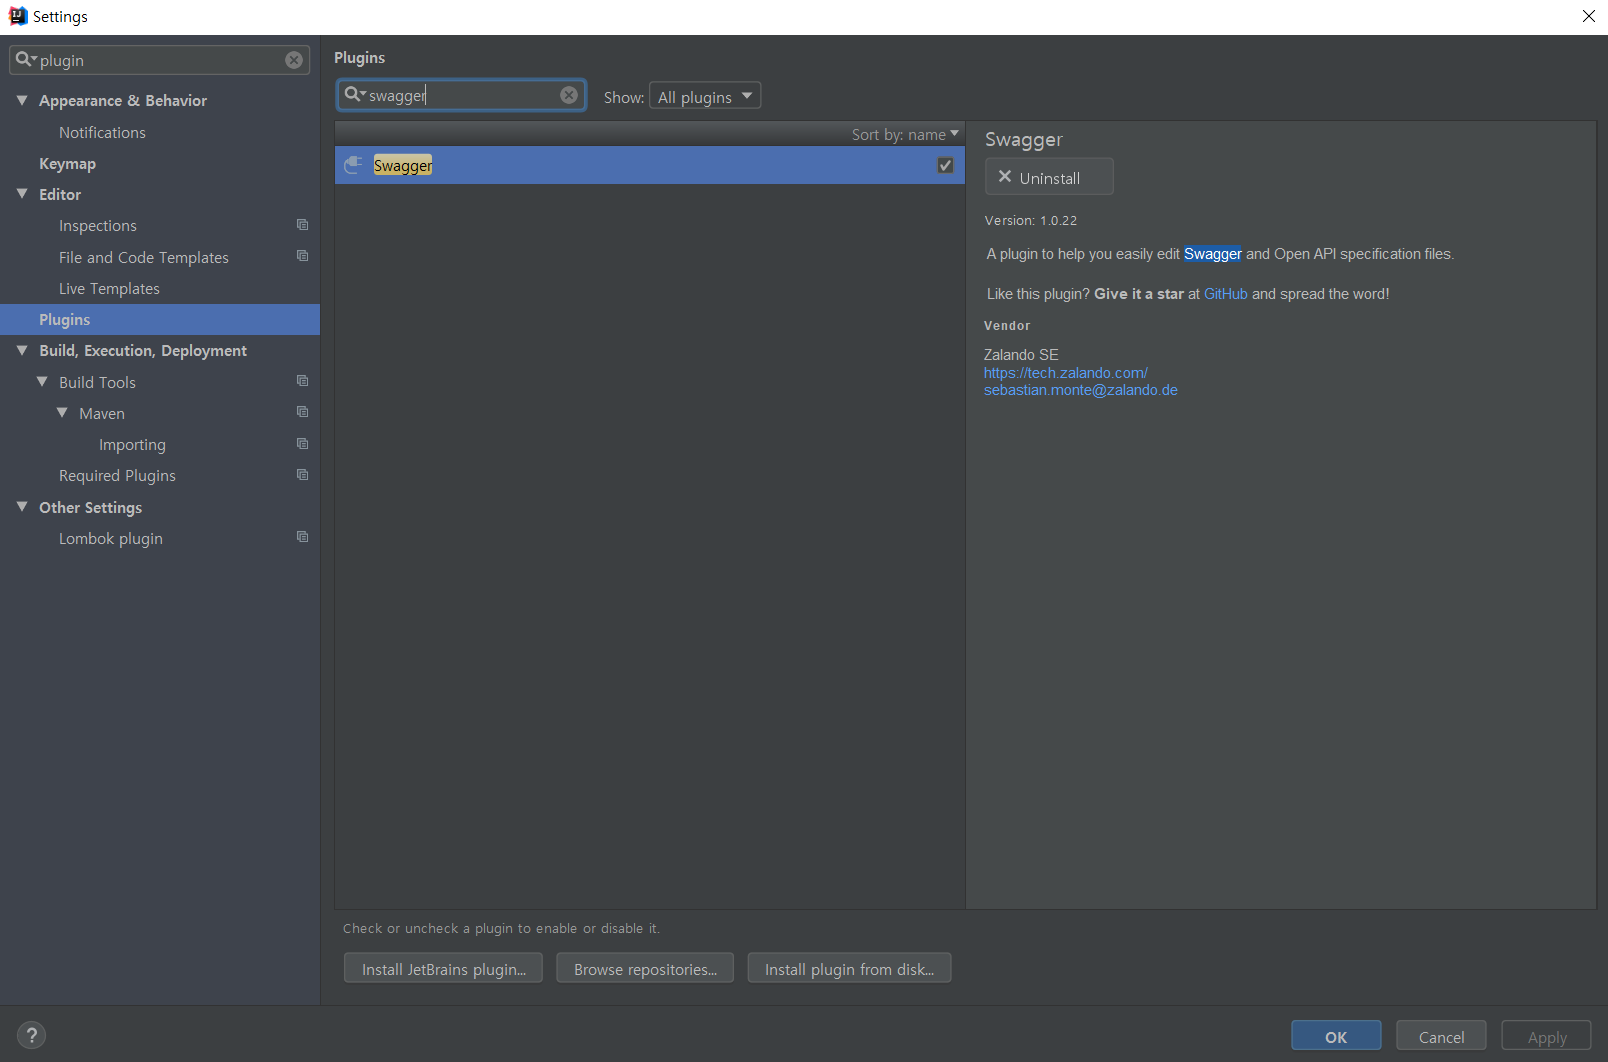 Settings
plugin
Appearance & Behavior
Notifications
Keymap
Editor
Inspections
File and Code Templates
Live Templates
Plugins
Build, Execution, Deployment
Build Tools
Maven
Importing
Required Plugins
Other Settings
Lombok plugin
Plugins
swagger
Show: All plugins
Sort by: name
Swagger
Swagger
Uninstall
Version: 1.0.22
A plugin to help you easily edit Swagger and Open API specification files.
Like this plugin? Give it a star at GitHub and spread the word!
Vendor
Zalando SE
https://tech.zalando.com/
sebastian.monte@zalando.de
Check or uncheck a plugin to enable or disable it.
Install JetBrains plugin... Browse repositories... Install plugin from disk...
? OK Cancel Apply